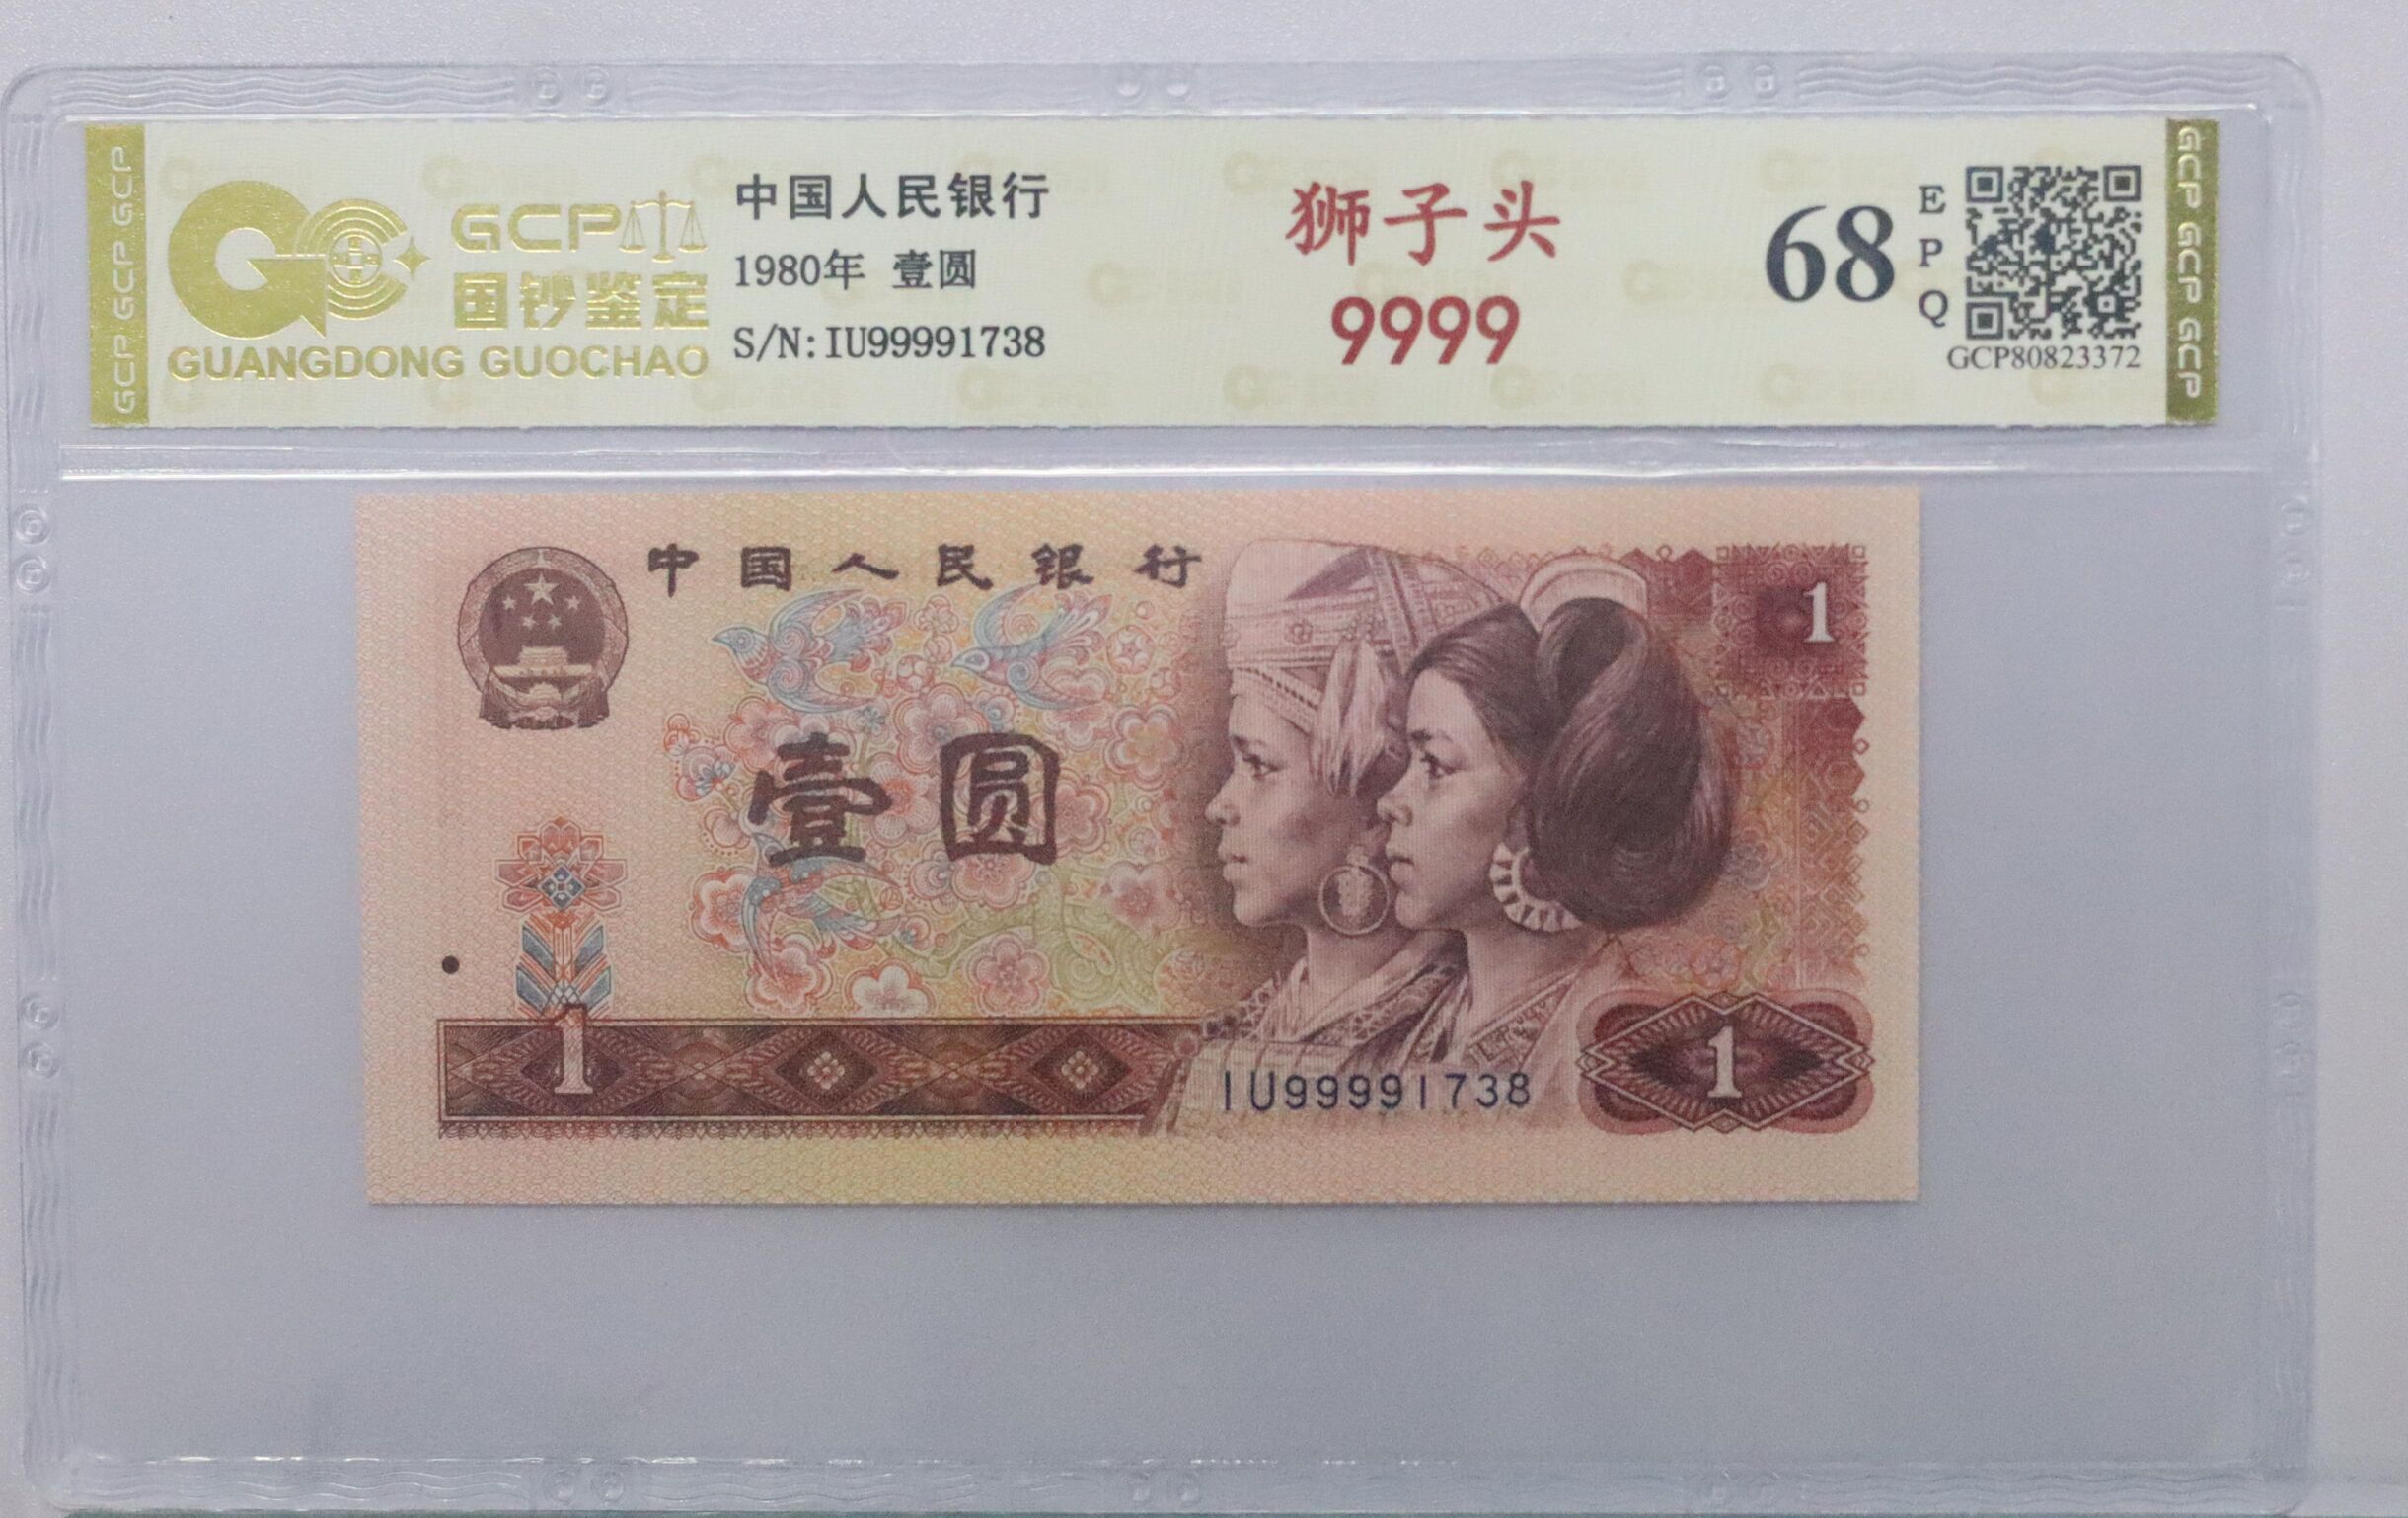 GCP GCP GCP
GCP
国钞鉴定
GUANGDONG GUOCHAO
中国人民银行
1980年 壹圆
S/N:IU99991738
狮子头
9999
68
EPQ
GCP80823372
GCP GCP GCP GCP
中国人民银行
1
壹圆
1
IU99991738
1